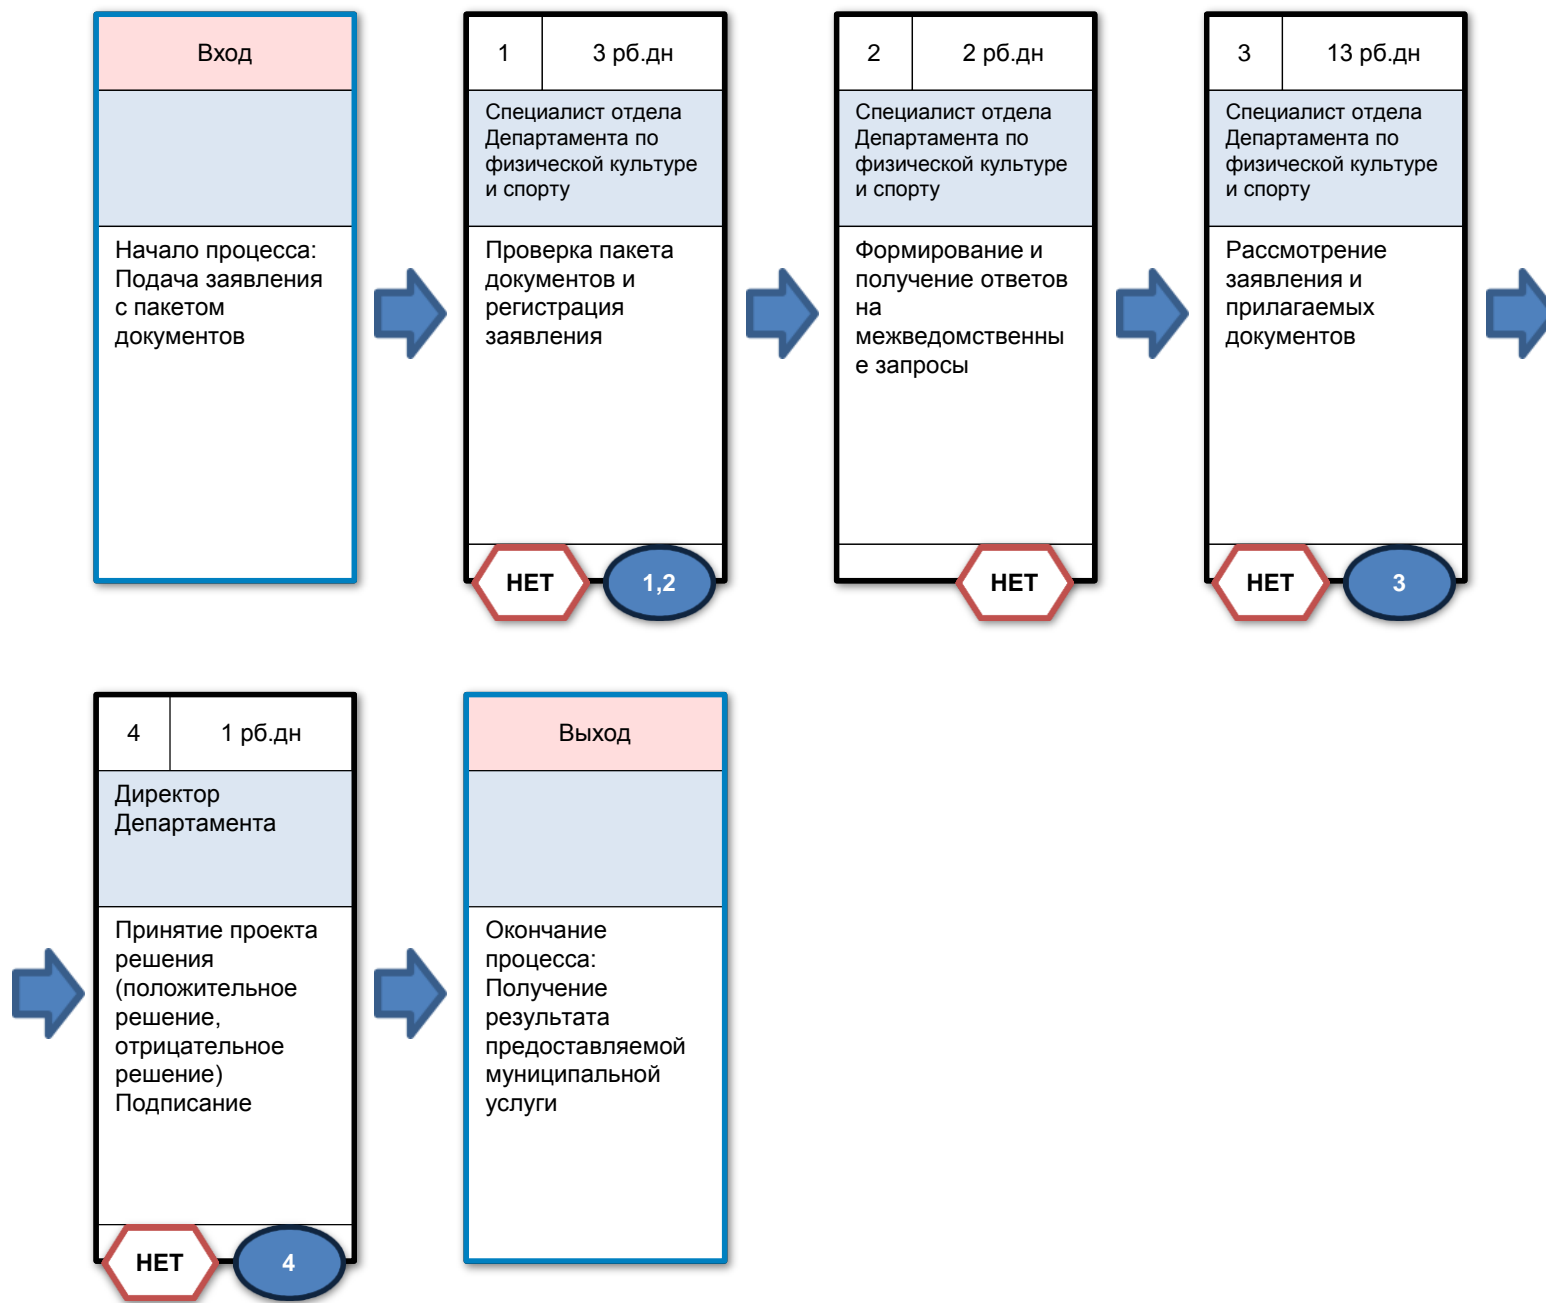 Вход
Начало процесса:
Подача заявления
с пакетом
документов
1
3 рб.дн
Специалист отдела
Департамента по
физической культуре
и спорту
Проверка пакета
документов и
регистрация
заявления
НЕТ
1,2
2
2 рб.дн
Специалист отдела
Департамента по
физической культуре
и спорту
Формирование и
получение ответов
на
межведомственны
е запросы
НЕТ
3
13 рб.дн
Специалист отдела
Департамента по
физической культуре
и спорту
Рассмотрение
заявления и
прилагаемых
документов
НЕТ
3
4
1 рб.дн
Директор
Департамента
Принятие проекта
решения
(положительное
решение,
отрицательное
решение)
Подписание
НЕТ
4
Выход
Окончание
процесса:
Получение
результата
предоставляемой
муниципальной
услуги